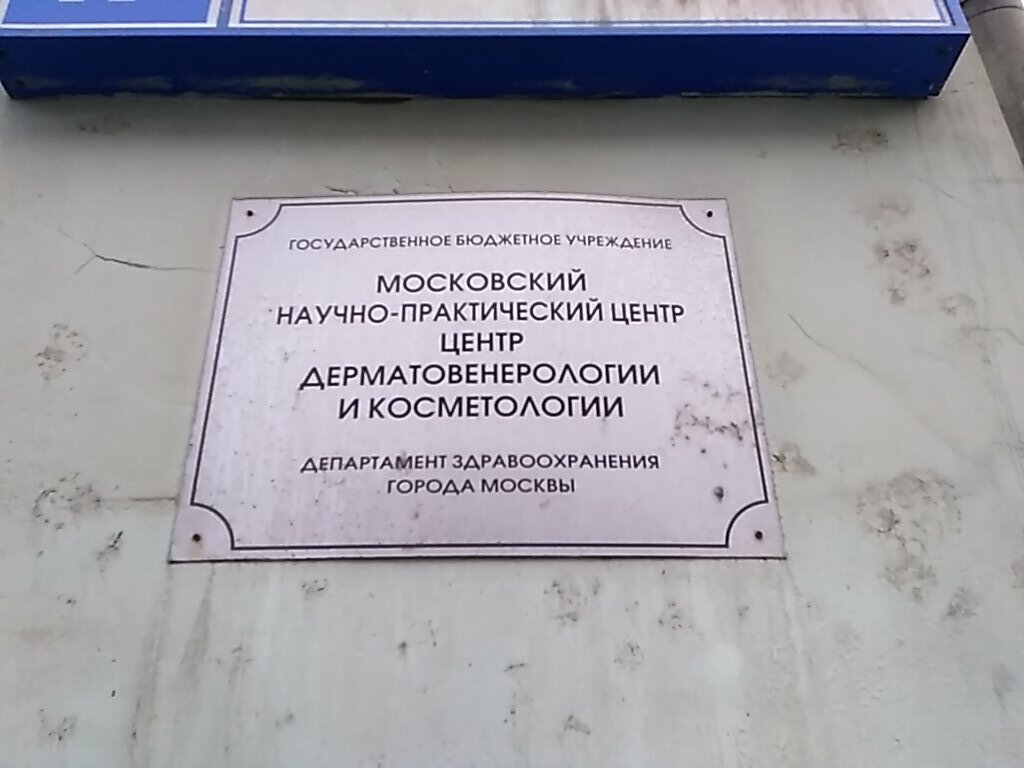 ГОСУДАРСТВЕННОЕ БЮДЖЕТНОЕ УЧРЕЖДЕНИЕ
МОСКОВСКИЙ
НАУЧНО-ПРАКТИЧЕСКИЙ ЦЕНТР
ЦЕНТР
ДЕРМАТОВЕНЕРОЛОГИИ
И КОСМЕТОЛОГИИ
ДЕПАРТАМЕНТ ЗДРАВООХРАНЕНИЯ
ГОРОДА МОСКВЫ